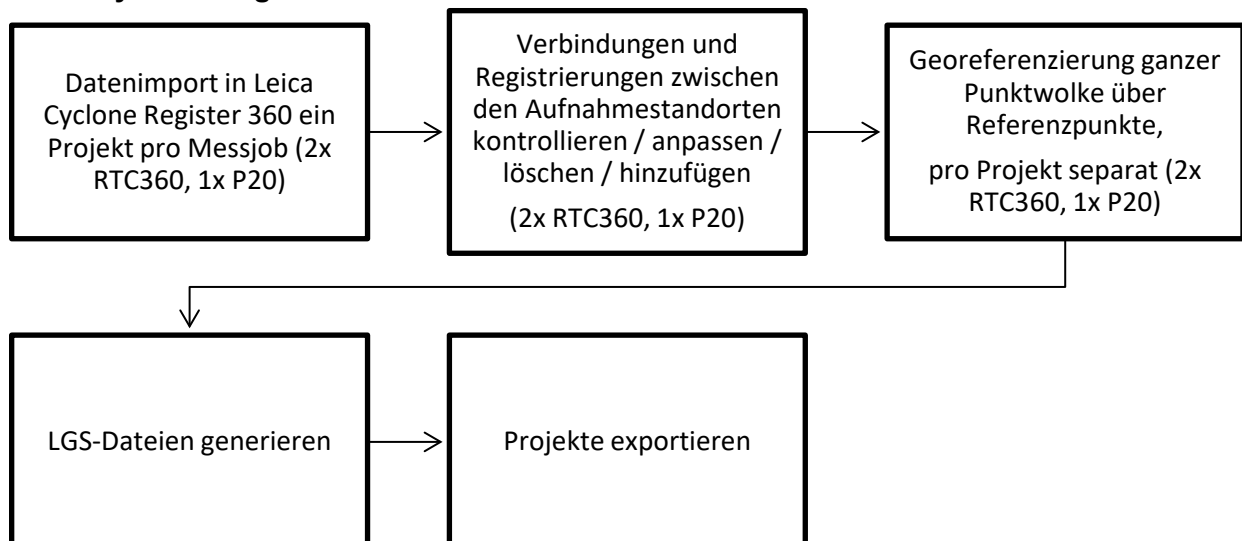 Datenimport in Leica
Cyclone Register 360 ein
Projekt pro Messjob (2x
RTC360, 1x P20)
Verbindungen und
Registrierungen zwischen
den Aufnahmestandorten
kontrollieren / anpassen /
löschen / hinzufügen
(2x RTC360, 1x P20)
Georeferenzierung ganzer
Punktwolke über
Referenzpunkte,
pro Projekt separat (2x
RTC360, 1x P20)
LGS-Dateien generieren
Projekte exportieren